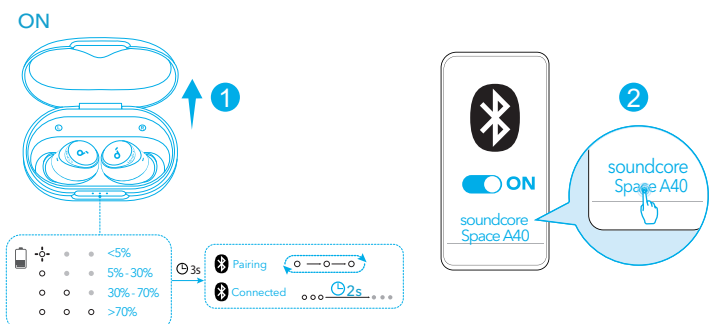 ON
1
L
R
<5%
5% - 30%
30% - 70%
>70%
3s
Pairing
Connected
2s
ON
soundcore
Space A40
2
soundcore
Space A40